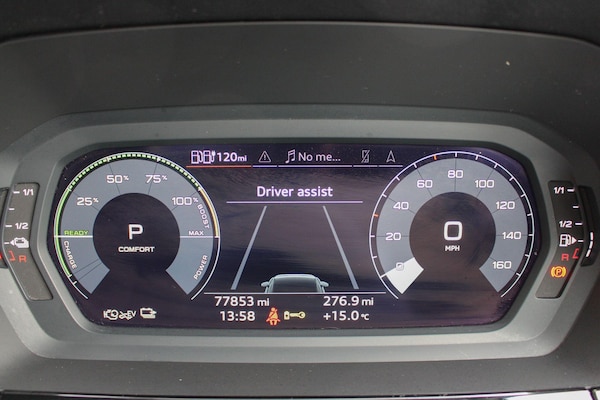 120mi No me...
Driver assist
25% 50% 75% 100% BOOST
READY MAX
CHARGE POWER
P
COMFORT
0 20 40 60 80 100 120 140 160
0
MPH
1/1
1/2
R
1/1
1/2
R
77853 mi 276.9 mi
13:58 +15.0°C
EV